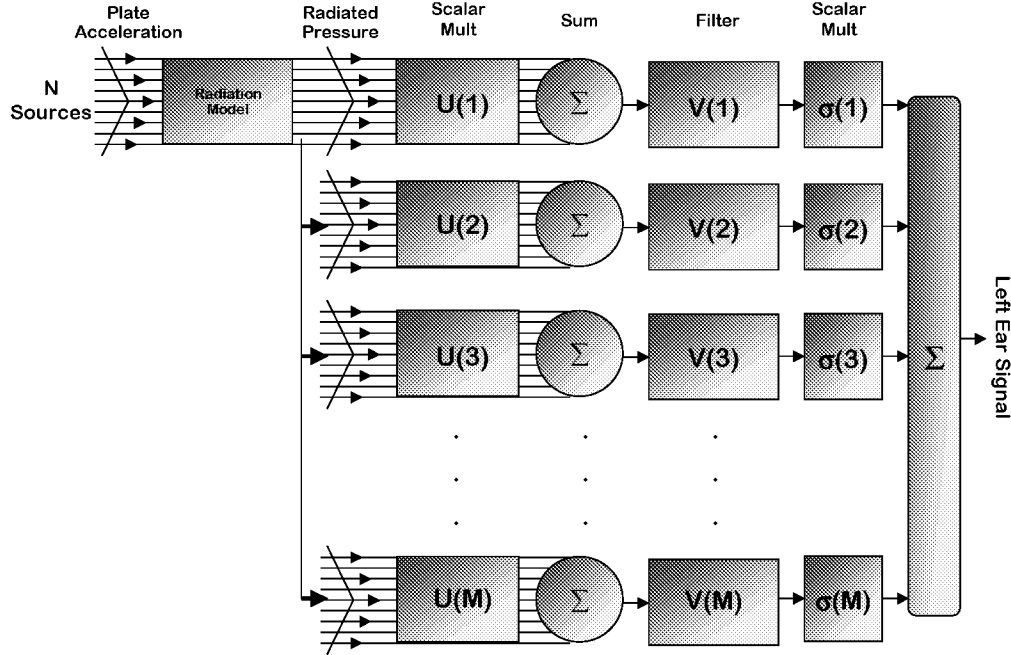 Plate
Acceleration
Radiated
Pressure
Scalar
Mult
Sum
Filter
Scalar
Mult
N
Sources
Radiation
Model
U(1)
Σ
V(1)
σ(1)
U(2)
Σ
V(2)
σ(2)
U(3)
Σ
V(3)
σ(3)
Σ
Left Ear Signal
U(M)
Σ
V(M)
σ(M)